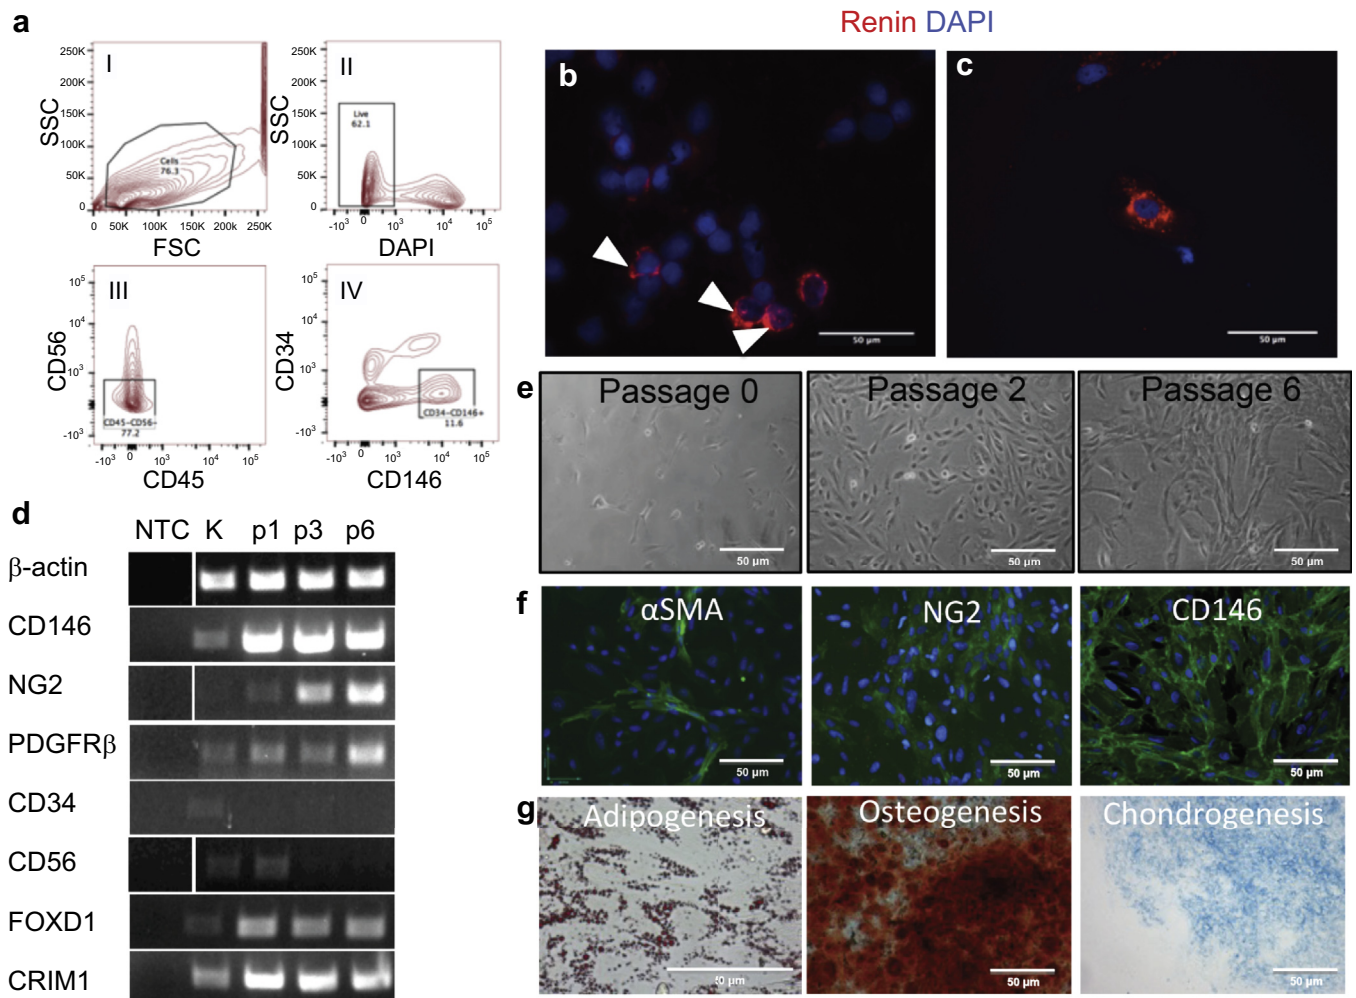 Renin DAPI
a
I
250K
200K
150K
100K
50K
0
SSC
Cells
76.3
0 50K 100K 150K 200K 250K
FSC
II
250K
200K
150K
100K
50K
0
SSC
Live
62.1
-10³ 0 10³ 10⁴ 10⁵
DAPI
III
10⁵
10⁴
10³
0
-10³
CD56
CD45-CD56-
77.2
-10³ 0 10³ 10⁴ 10⁵
CD45
IV
10⁵
10⁴
10³
0
-10³
CD34
CD34-CD146+
11.6
-10³ 0 10³ 10⁴ 10⁵
CD146
b
50 µm
c
50 µm
d
NTC K p1 p3 p6
β-actin
CD146
NG2
PDGFRβ
CD34
CD56
FOXD1
CRIM1
e
Passage 0
50 µm
Passage 2
50 µm
Passage 6
50 µm
f
αSMA
50 µm
NG2
50 µm
CD146
50 µm
g
Adipogenesis
50 µm
Osteogenesis
50 µm
Chondrogenesis
50 µm